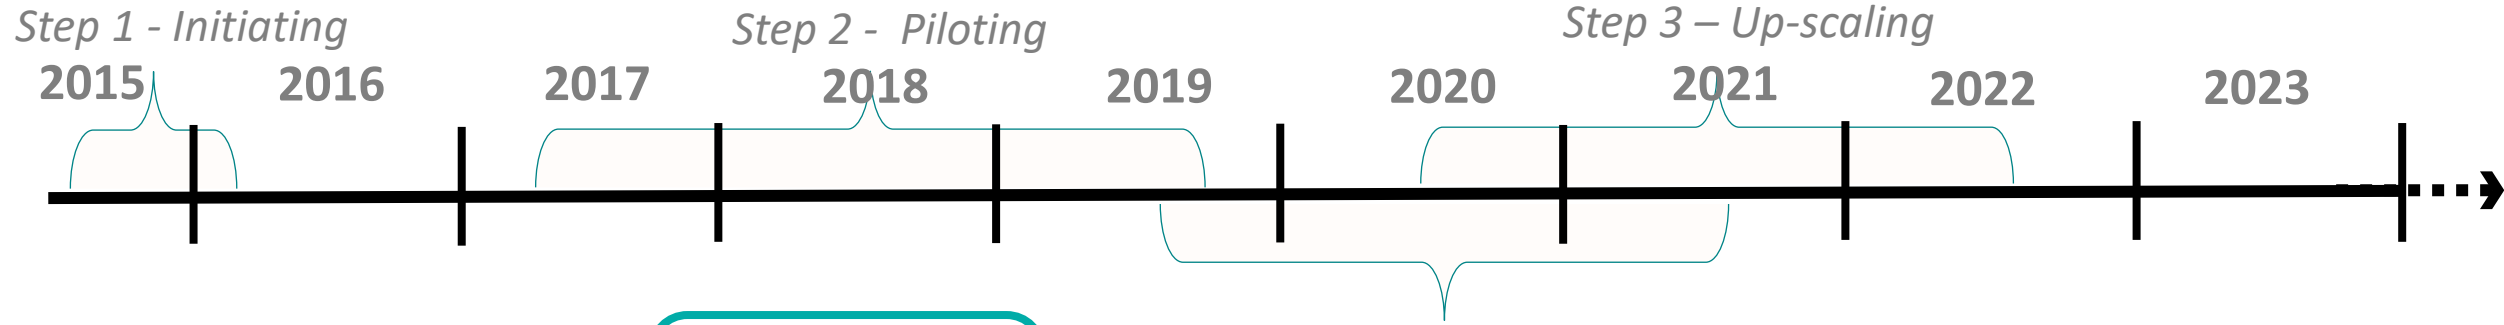 Step 1 - Initiating
Step 2 - Piloting
Step 3 — Up-scaling
2015 2016 2017 2018 2019 2020 2021 2022 2023